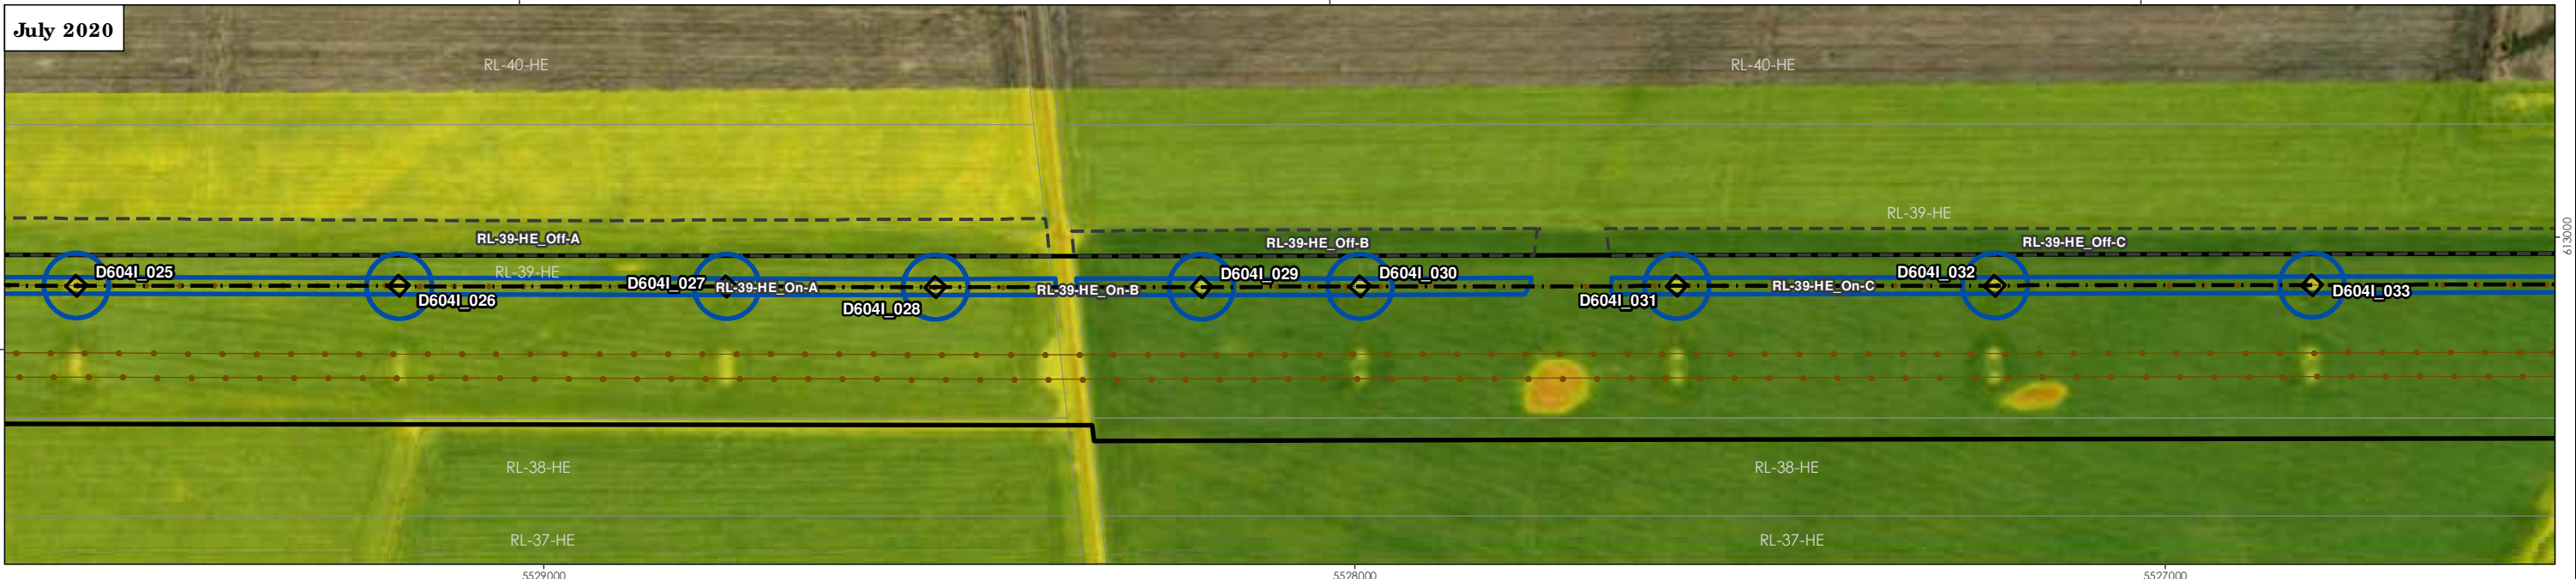 July 2020
RL-40-HE
RL-40-HE
RL-39-HE
RL-39-HE_Off-A
RL-39-HE_Off-B
RL-39-HE_Off-C
613000
D604I_025
RL-39-HE
D604I_026
D604I_027
RL-39-HE_On-A
D604I_028
RL-39-HE_On-B
D604I_029
D604I_030
D604I_031
RL-39-HE_On-C
D604I_032
D604I_033
RL-38-HE
RL-38-HE
RL-37-HE
RL-37-HE
5529000
5528000
5527000